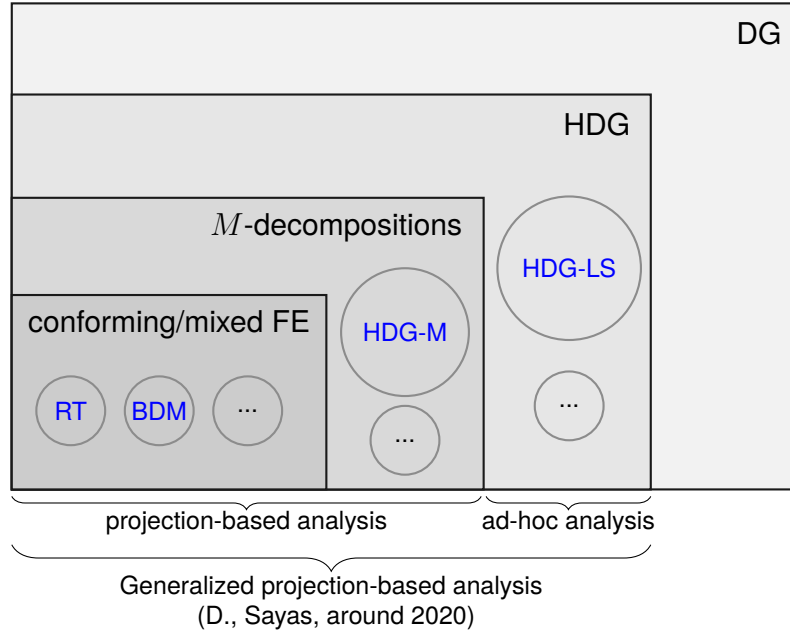 DG
HDG
M-decompositions
HDG-LS
conforming/mixed FE
HDG-M
RT
BDM
...
...
...
projection-based analysis
ad-hoc analysis
Generalized projection-based analysis
(D., Sayas, around 2020)